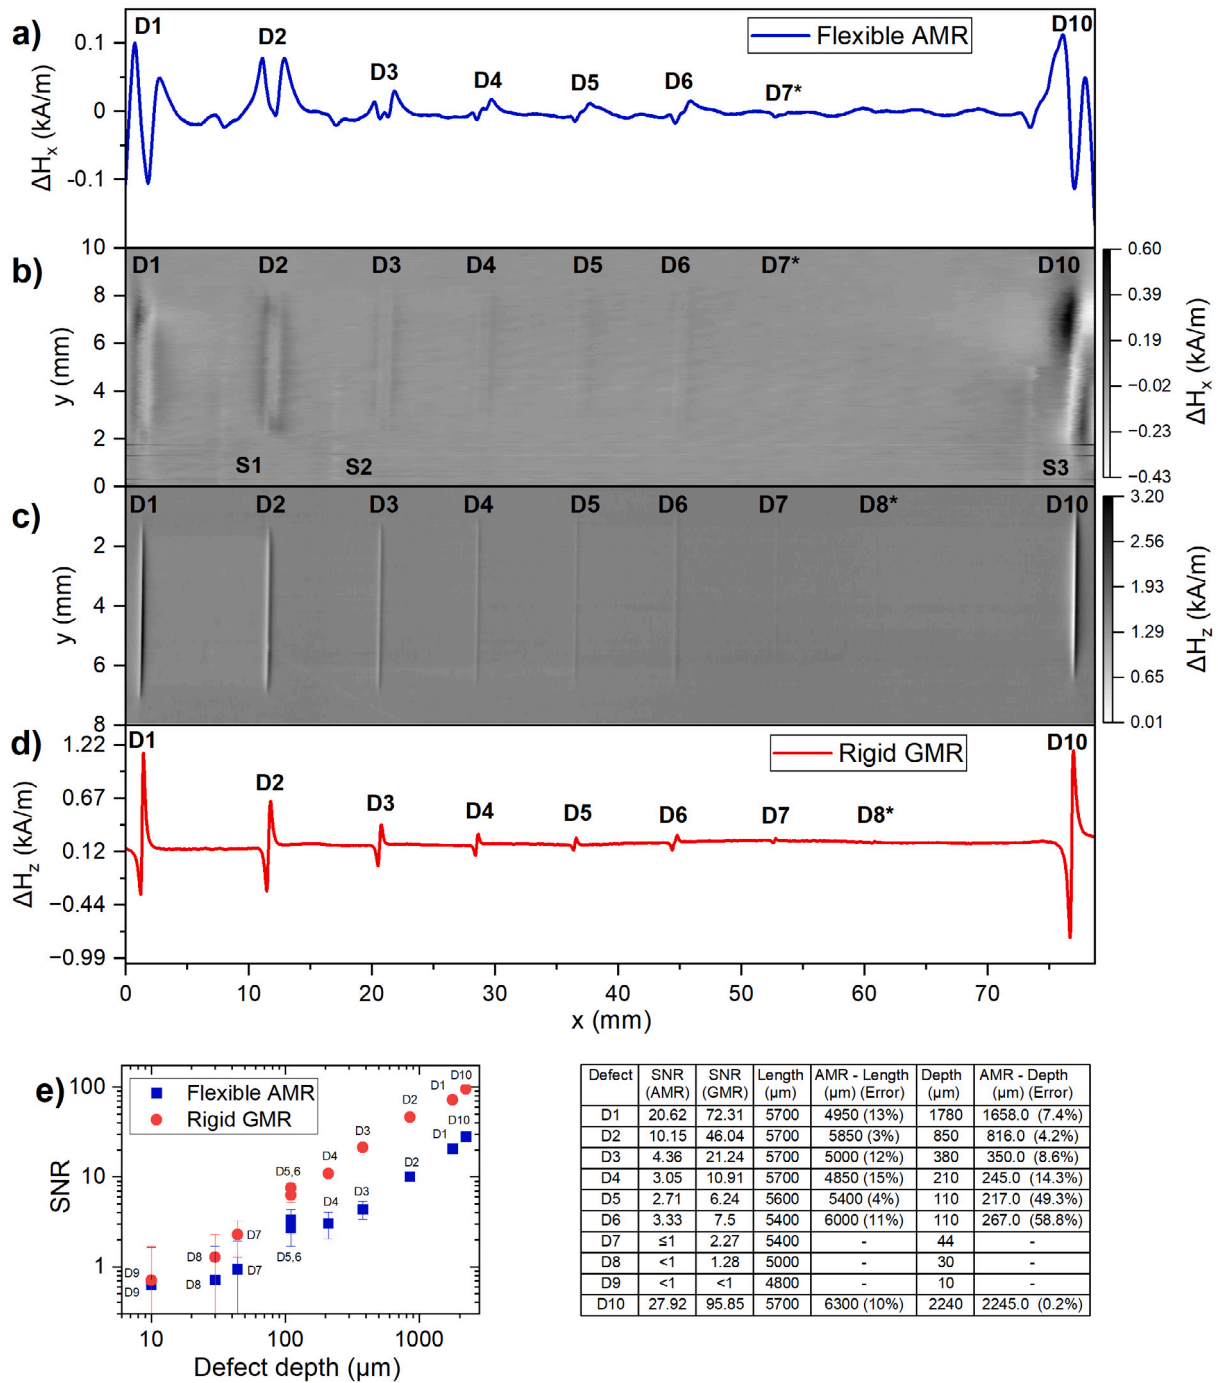 a)
D1
D2
D3
D4
D5
D6
D7*
D10
Flexible AMR
0.1
0
-0.1
ΔHx (kA/m)
b)
D1
D2
D3
D4
D5
D6
D7*
D10
S1
S2
S3
10
8
6
4
2
0
y (mm)
0.60
0.39
0.19
−0.02
−0.23
−0.43
ΔHx (kA/m)
c)
D1
D2
D3
D4
D5
D6
D7
D8*
D10
2
4
6
8
y (mm)
3.20
2.56
1.93
1.29
0.65
0.01
ΔHz (kA/m)
d)
D1
D2
D3
D4
D5
D6
D7
D8*
D10
Rigid GMR
1.22
0.67
0.12
−0.44
−0.99
ΔHz (kA/m)
0 10 20 30 40 50 60 70
x (mm)
e)
Flexible AMR
Rigid GMR
100
10
1
SNR
D10
D1
D10
D2
D1
D3
D2
D5,6
D4
D3
D7
D5,6
D8
D7
D9
D8
D9
10 100 1000
Defect depth (µm)
Defect SNR (AMR) SNR (GMR) Length (µm) AMR - Length (µm) (Error) Depth (µm) AMR - Depth (µm) (Error)
D1 20.62 72.31 5700 4950 (13%) 1780 1658.0 (7.4%)
D2 10.15 46.04 5700 5850 (3%) 850 816.0 (4.2%)
D3 4.36 21.24 5700 5000 (12%) 380 350.0 (8.6%)
D4 3.05 10.91 5700 4850 (15%) 210 245.0 (14.3%)
D5 2.71 6.24 5600 5400 (4%) 110 217.0 (49.3%)
D6 3.33 7.5 5400 6000 (11%) 110 267.0 (58.8%)
D7 ≤1 2.27 5400 - 44 -
D8 <1 1.28 5000 - 30 -
D9 <1 <1 4800 - 10 -
D10 27.92 95.85 5700 6300 (10%) 2240 2245.0 (0.2%)